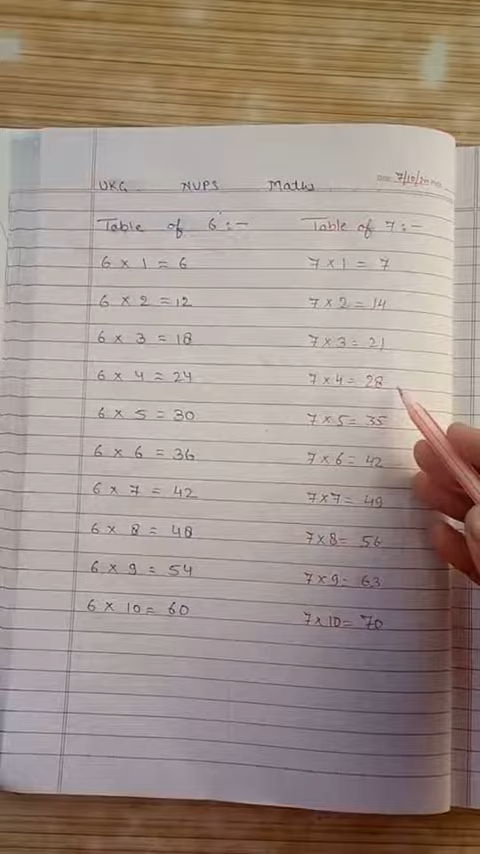 UKG NUPS Maths 7/10/20
Table of 6 :- Table of 7 :-
6 x 1 = 6 7 x 1 = 7
6 x 2 = 12 7 x 2 = 14
6 x 3 = 18 7 x 3 = 21
6 x 4 = 24 7 x 4 = 28
6 x 5 = 30 7 x 5 = 35
6 x 6 = 36 7 x 6 = 42
6 x 7 = 42 7 x 7 = 49
6 x 8 = 48 7 x 8 = 56
6 x 9 = 54 7 x 9 = 63
6 x 10 = 60 7 x 10 = 70